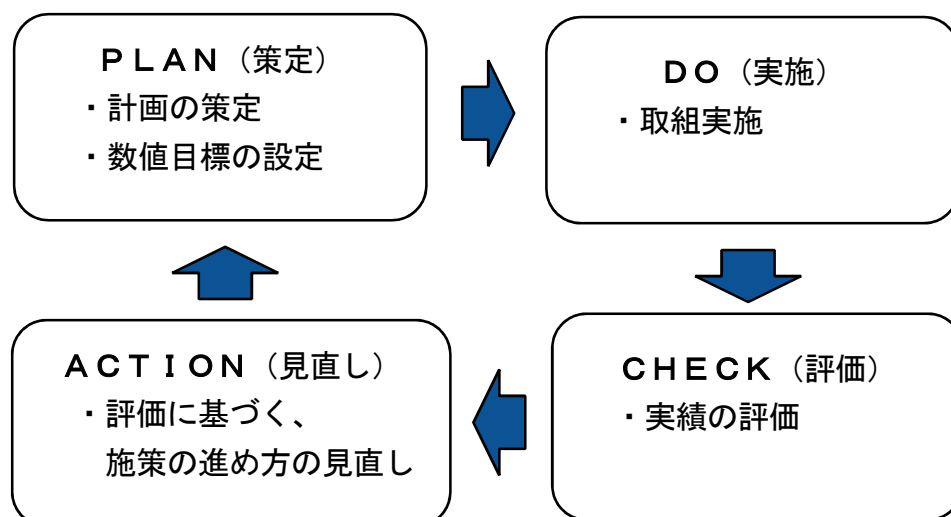 ＰＬＡＮ（策定）
・計画の策定
・数値目標の設定
ＤＯ（実施）
・取組実施
ＣＨＥＣＫ（評価）
・実績の評価
ＡＣＴＩＯＮ（見直し）
・評価に基づく、
施策の進め方の見直し